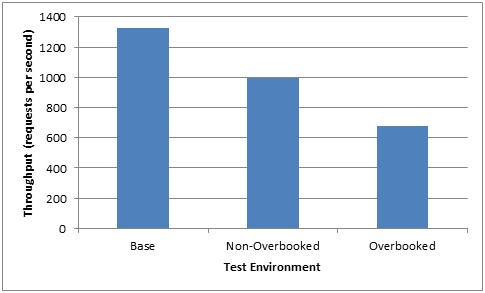 1400
1200
1000
800
600
400
200
0
Throughput (requests per second)
Base Non-Overbooked Overbooked
Test Environment